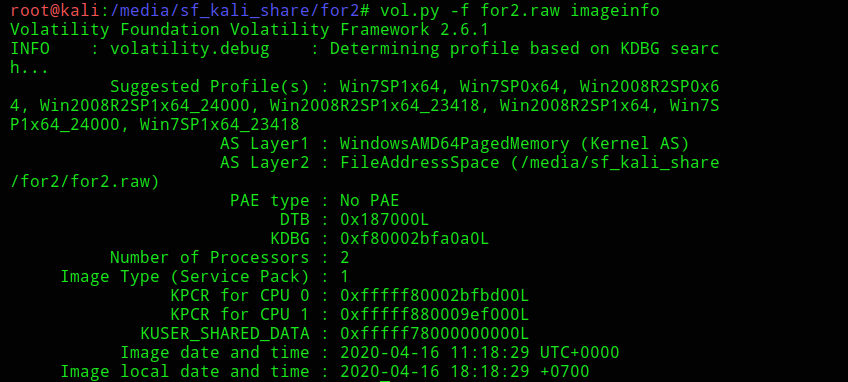 root@kali:/media/sf_kali_share/for2# vol.py -f for2.raw imageinfo
Volatility Foundation Volatility Framework 2.6.1
INFO    : volatility.debug    : Determining profile based on KDBG searc
h...
          Suggested Profile(s) : Win7SP1x64, Win7SP0x64, Win2008R2SP0x6
4, Win2008R2SP1x64_24000, Win2008R2SP1x64_23418, Win2008R2SP1x64, Win7S
P1x64_24000, Win7SP1x64_23418
                     AS Layer1 : WindowsAMD64PagedMemory (Kernel AS)
                     AS Layer2 : FileAddressSpace (/media/sf_kali_share
/for2/for2.raw)
                      PAE type : No PAE
                           DTB : 0x187000L
                          KDBG : 0xf80002bfa0a0L
          Number of Processors : 2
     Image Type (Service Pack) : 1
                KPCR for CPU 0 : 0xfffff80002bfbd00L
                KPCR for CPU 1 : 0xfffff880009ef000L
             KUSER_SHARED_DATA : 0xfffff78000000000L
           Image date and time : 2020-04-16 11:18:29 UTC+0000
     Image local date and time : 2020-04-16 18:18:29 +0700